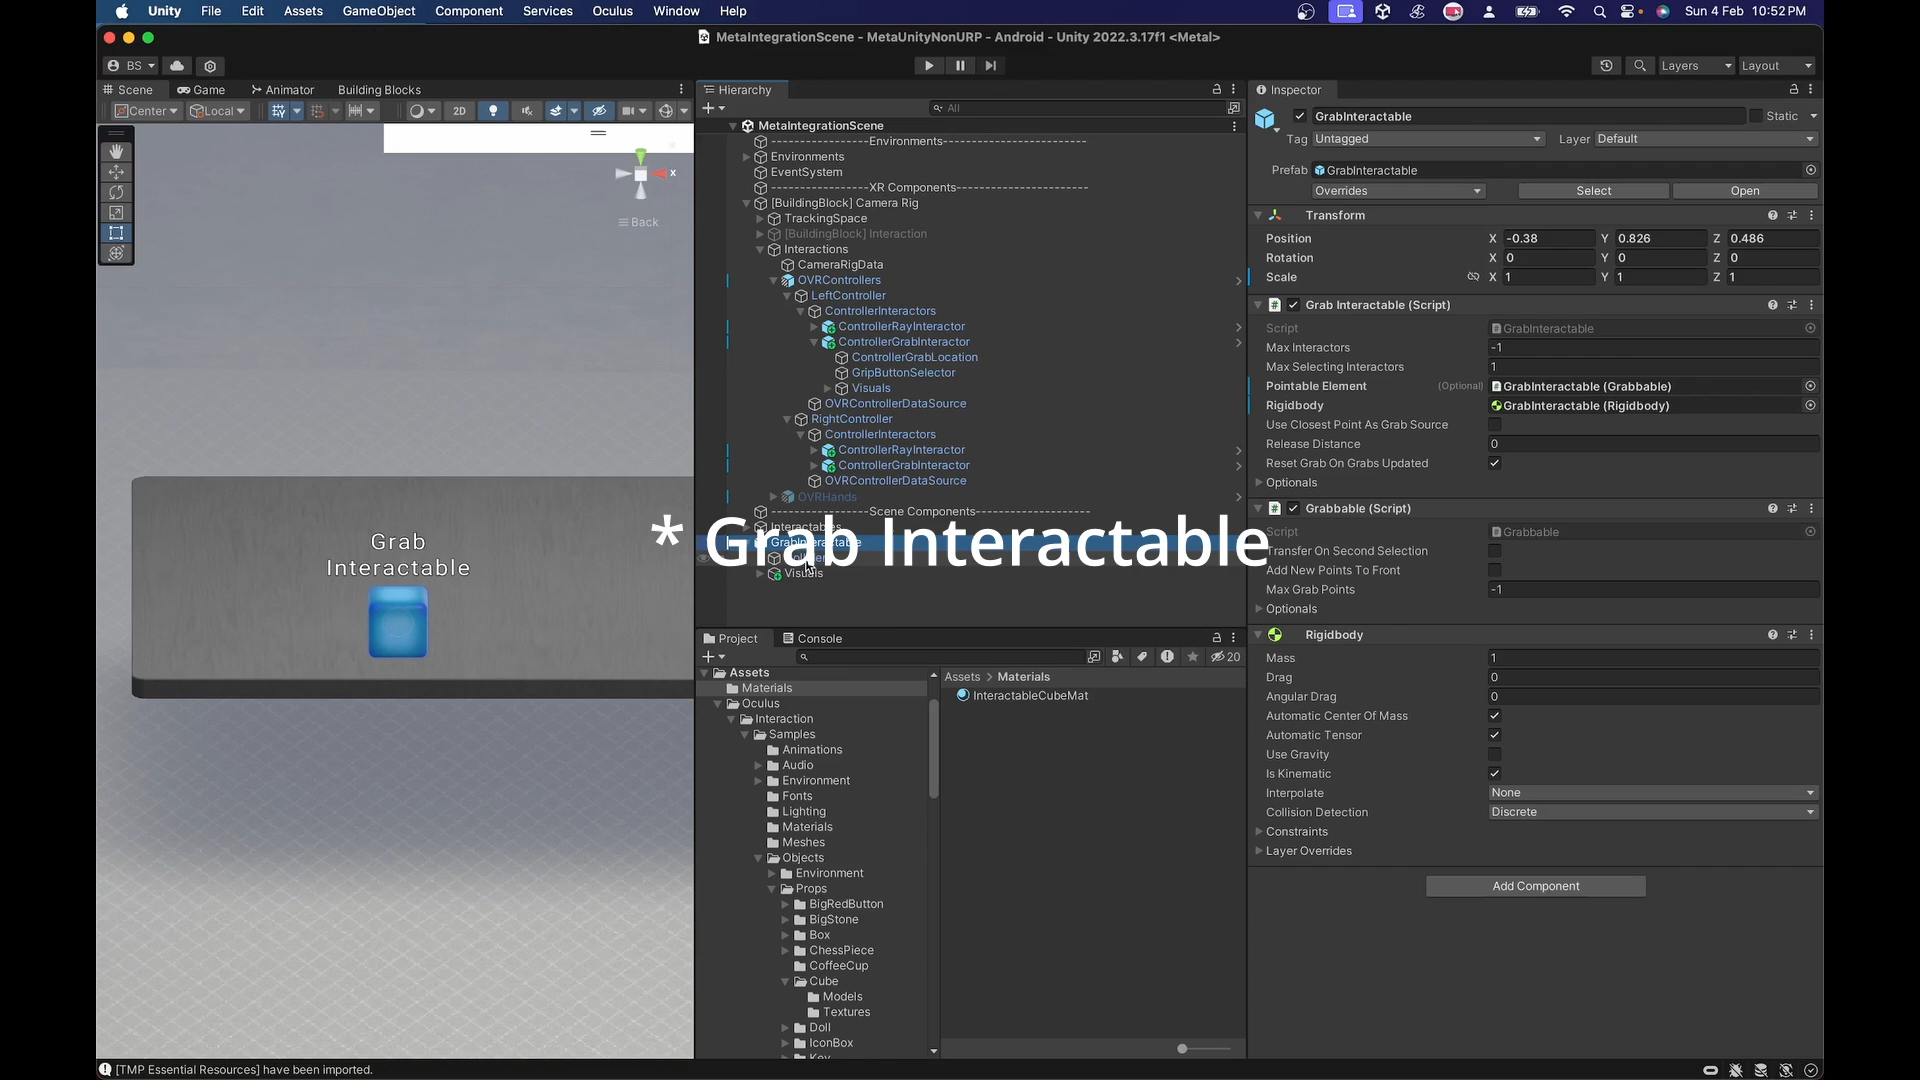 Unity File Edit Assets GameObject Component Services Oculus Window Help Sun 4 Feb 10:52 PM
MetaIntegrationScene - MetaUnityNonURP - Android - Unity 2022.3.17f1 <Metal>
BS Layers Layout
Scene Game Animator Building Blocks
Center Local 2D
x
Back
Grab
Interactable
Hierarchy
All
MetaIntegrationScene
-----------------Environments------------------------
Environments
EventSystem
-----------------XR Components-----------------------
[BuildingBlock] Camera Rig
TrackingSpace
[BuildingBlock] Interaction
Interactions
CameraRigData
OVRControllers
LeftController
ControllerInteractors
ControllerRayInteractor
ControllerGrabInteractor
ControllerGrabLocation
GripButtonSelector
Visuals
OVRControllerDataSource
RightController
ControllerInteractors
ControllerRayInteractor
ControllerGrabInteractor
OVRControllerDataSource
OVRHands
-----------------Scene Components--------------------
Interactables
GrabInteractable
Visuals
* Grab Interactable
Project Console
20
Assets
Materials
Oculus
Interaction
Samples
Animations
Audio
Environment
Fonts
Lighting
Materials
Meshes
Objects
Environment
Props
BigRedButton
BigStone
Box
ChessPiece
CoffeeCup
Cube
Models
Textures
Doll
IconBox
Key
Assets > Materials
InteractableCubeMat
Inspector
GrabInteractable Static
Tag Untagged Layer Default
Prefab GrabInteractable
Overrides Select Open
Transform
Position X -0.38 Y 0.826 Z 0.486
Rotation X 0 Y 0 Z 0
Scale X 1 Y 1 Z 1
Grab Interactable (Script)
Script GrabInteractable
Max Interactors -1
Max Selecting Interactors 1
Pointable Element (Optional) GrabInteractable (Grabbable)
Rigidbody GrabInteractable (Rigidbody)
Use Closest Point As Grab Source
Release Distance 0
Reset Grab On Grabs Updated
Optionals
Grabbable (Script)
Script Grabbable
Transfer On Second Selection
Add New Points To Front
Max Grab Points -1
Optionals
Rigidbody
Mass 1
Drag 0
Angular Drag 0
Automatic Center Of Mass
Automatic Tensor
Use Gravity
Is Kinematic
Interpolate None
Collision Detection Discrete
Constraints
Layer Overrides
Add Component
[TMP Essential Resources] have been imported.